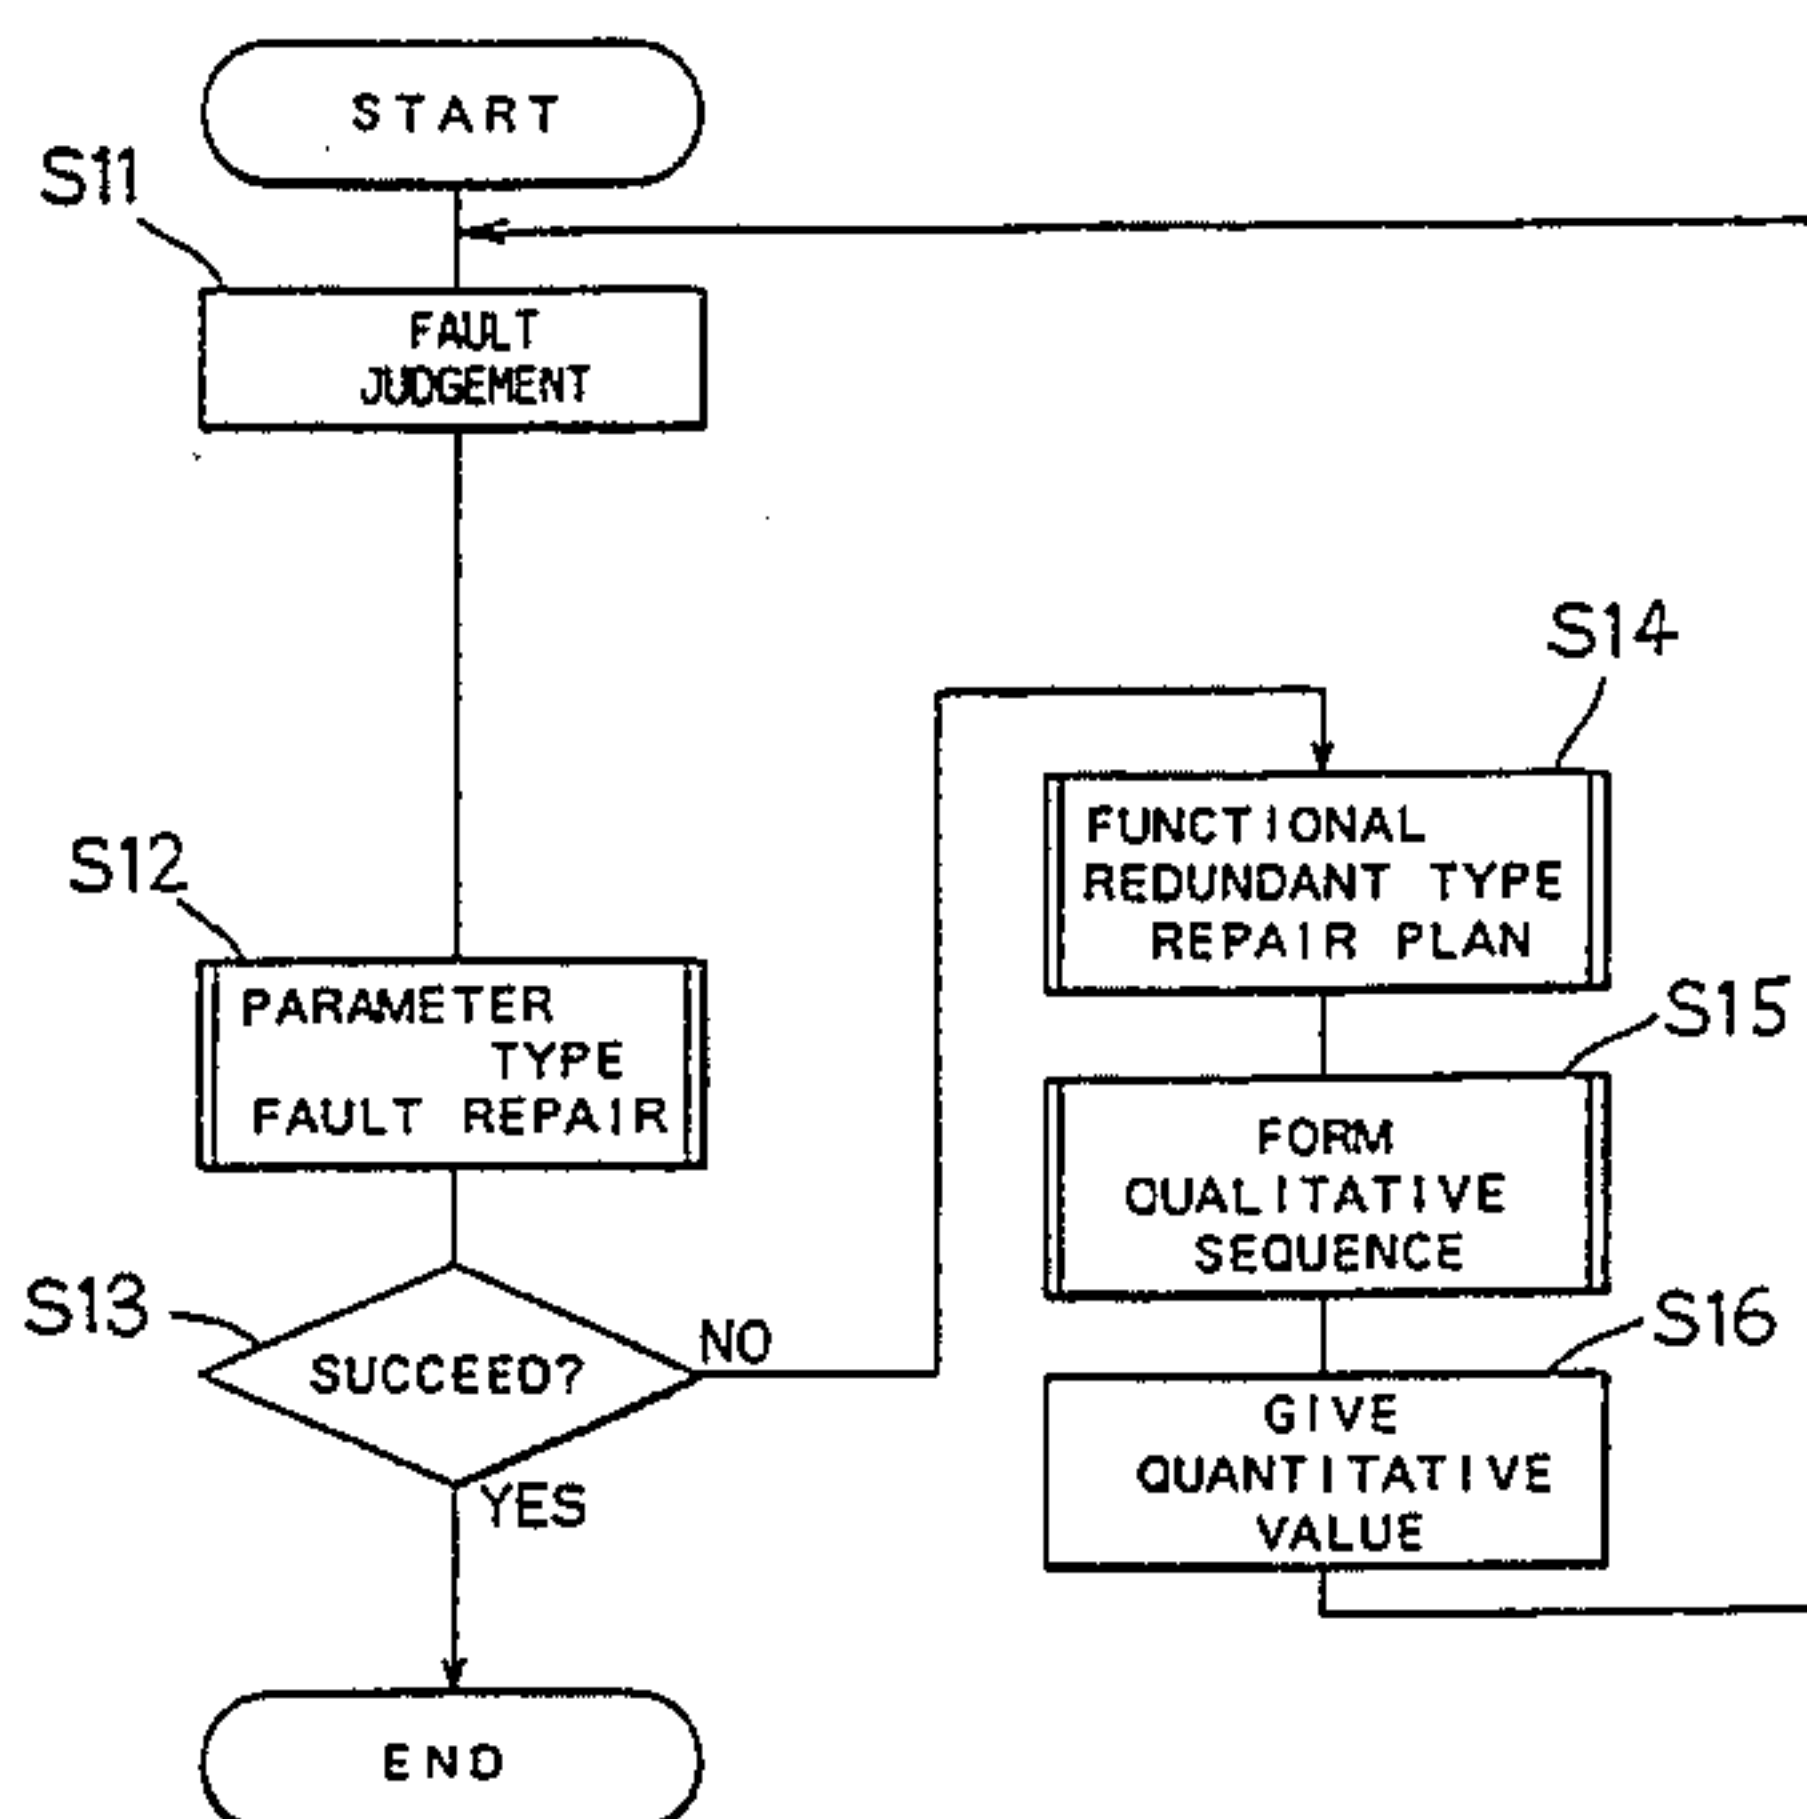 START
S11
FAULT
JUDGEMENT
S12
PARAMETER
TYPE
FAULT REPAIR
S13
SUCCEED?
NO
YES
END
S14
FUNCTIONAL
REDUNDANT TYPE
REPAIR PLAN
S15
FORM
QUALITATIVE
SEQUENCE
S16
GIVE
QUANTITATIVE
VALUE